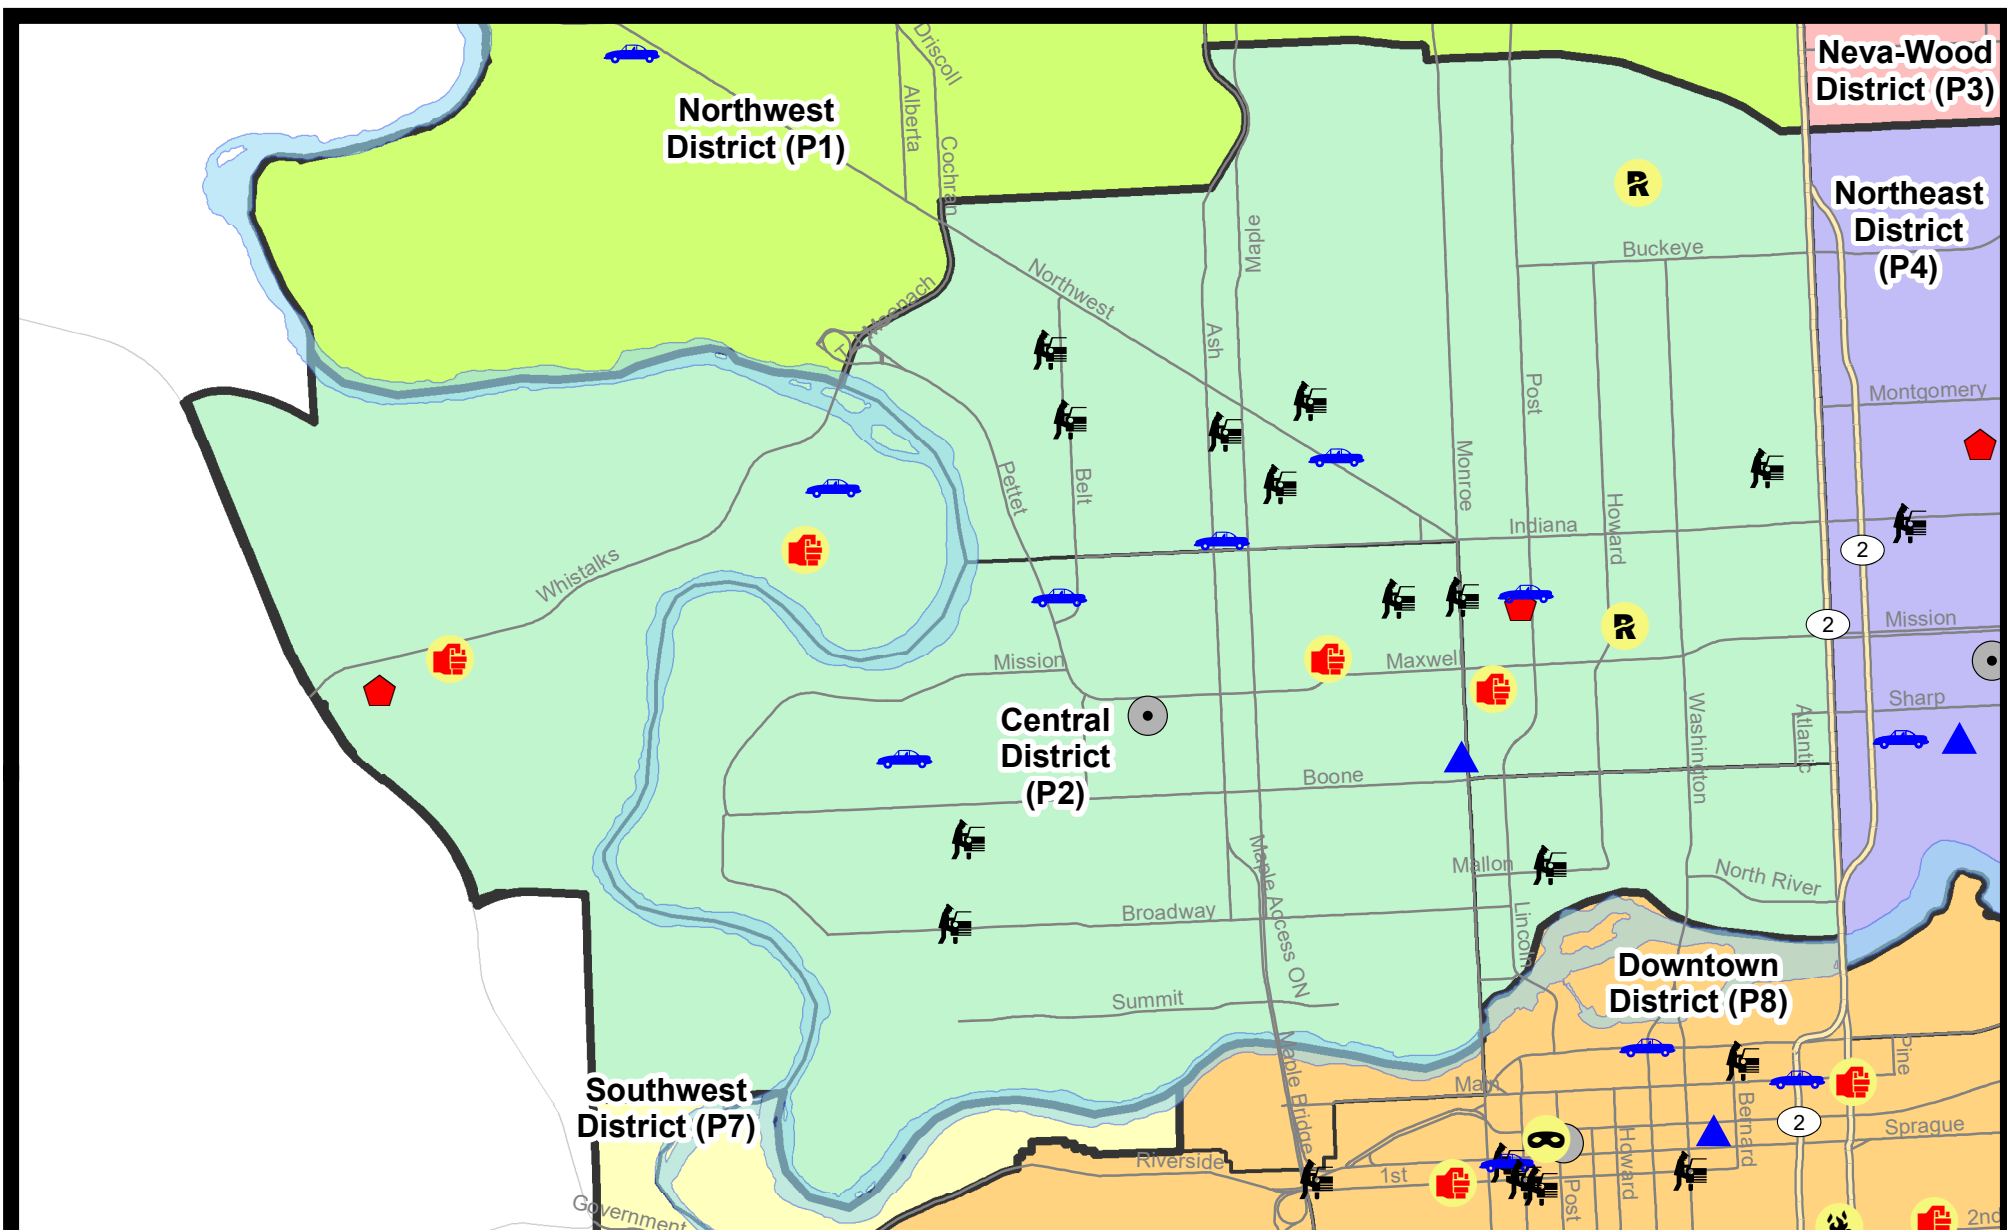 Driscoll
Neva-Wood
District (P3)
Northwest
District (P1)
Alberta
Cochran
Northeast
District
(P4)
Maple
Buckeye
Northwest
Ash
Post
Montgomery
Monroe
Pettet
Belt
Howard
Indiana
2
Whistalks
2
Mission
Mission
Maxwell
Sharp
Central
District
(P2)
Washington
Atlantic
Boone
Maple Access ON
Mallon
North River
Broadway
Lincoln
Downtown
District (P8)
Summit
Maple Bridge
Pine
Southwest
District (P7)
Main
Bernard
2
Sprague
Riverside
1st
Howard
Post
Government
2nd
R
R